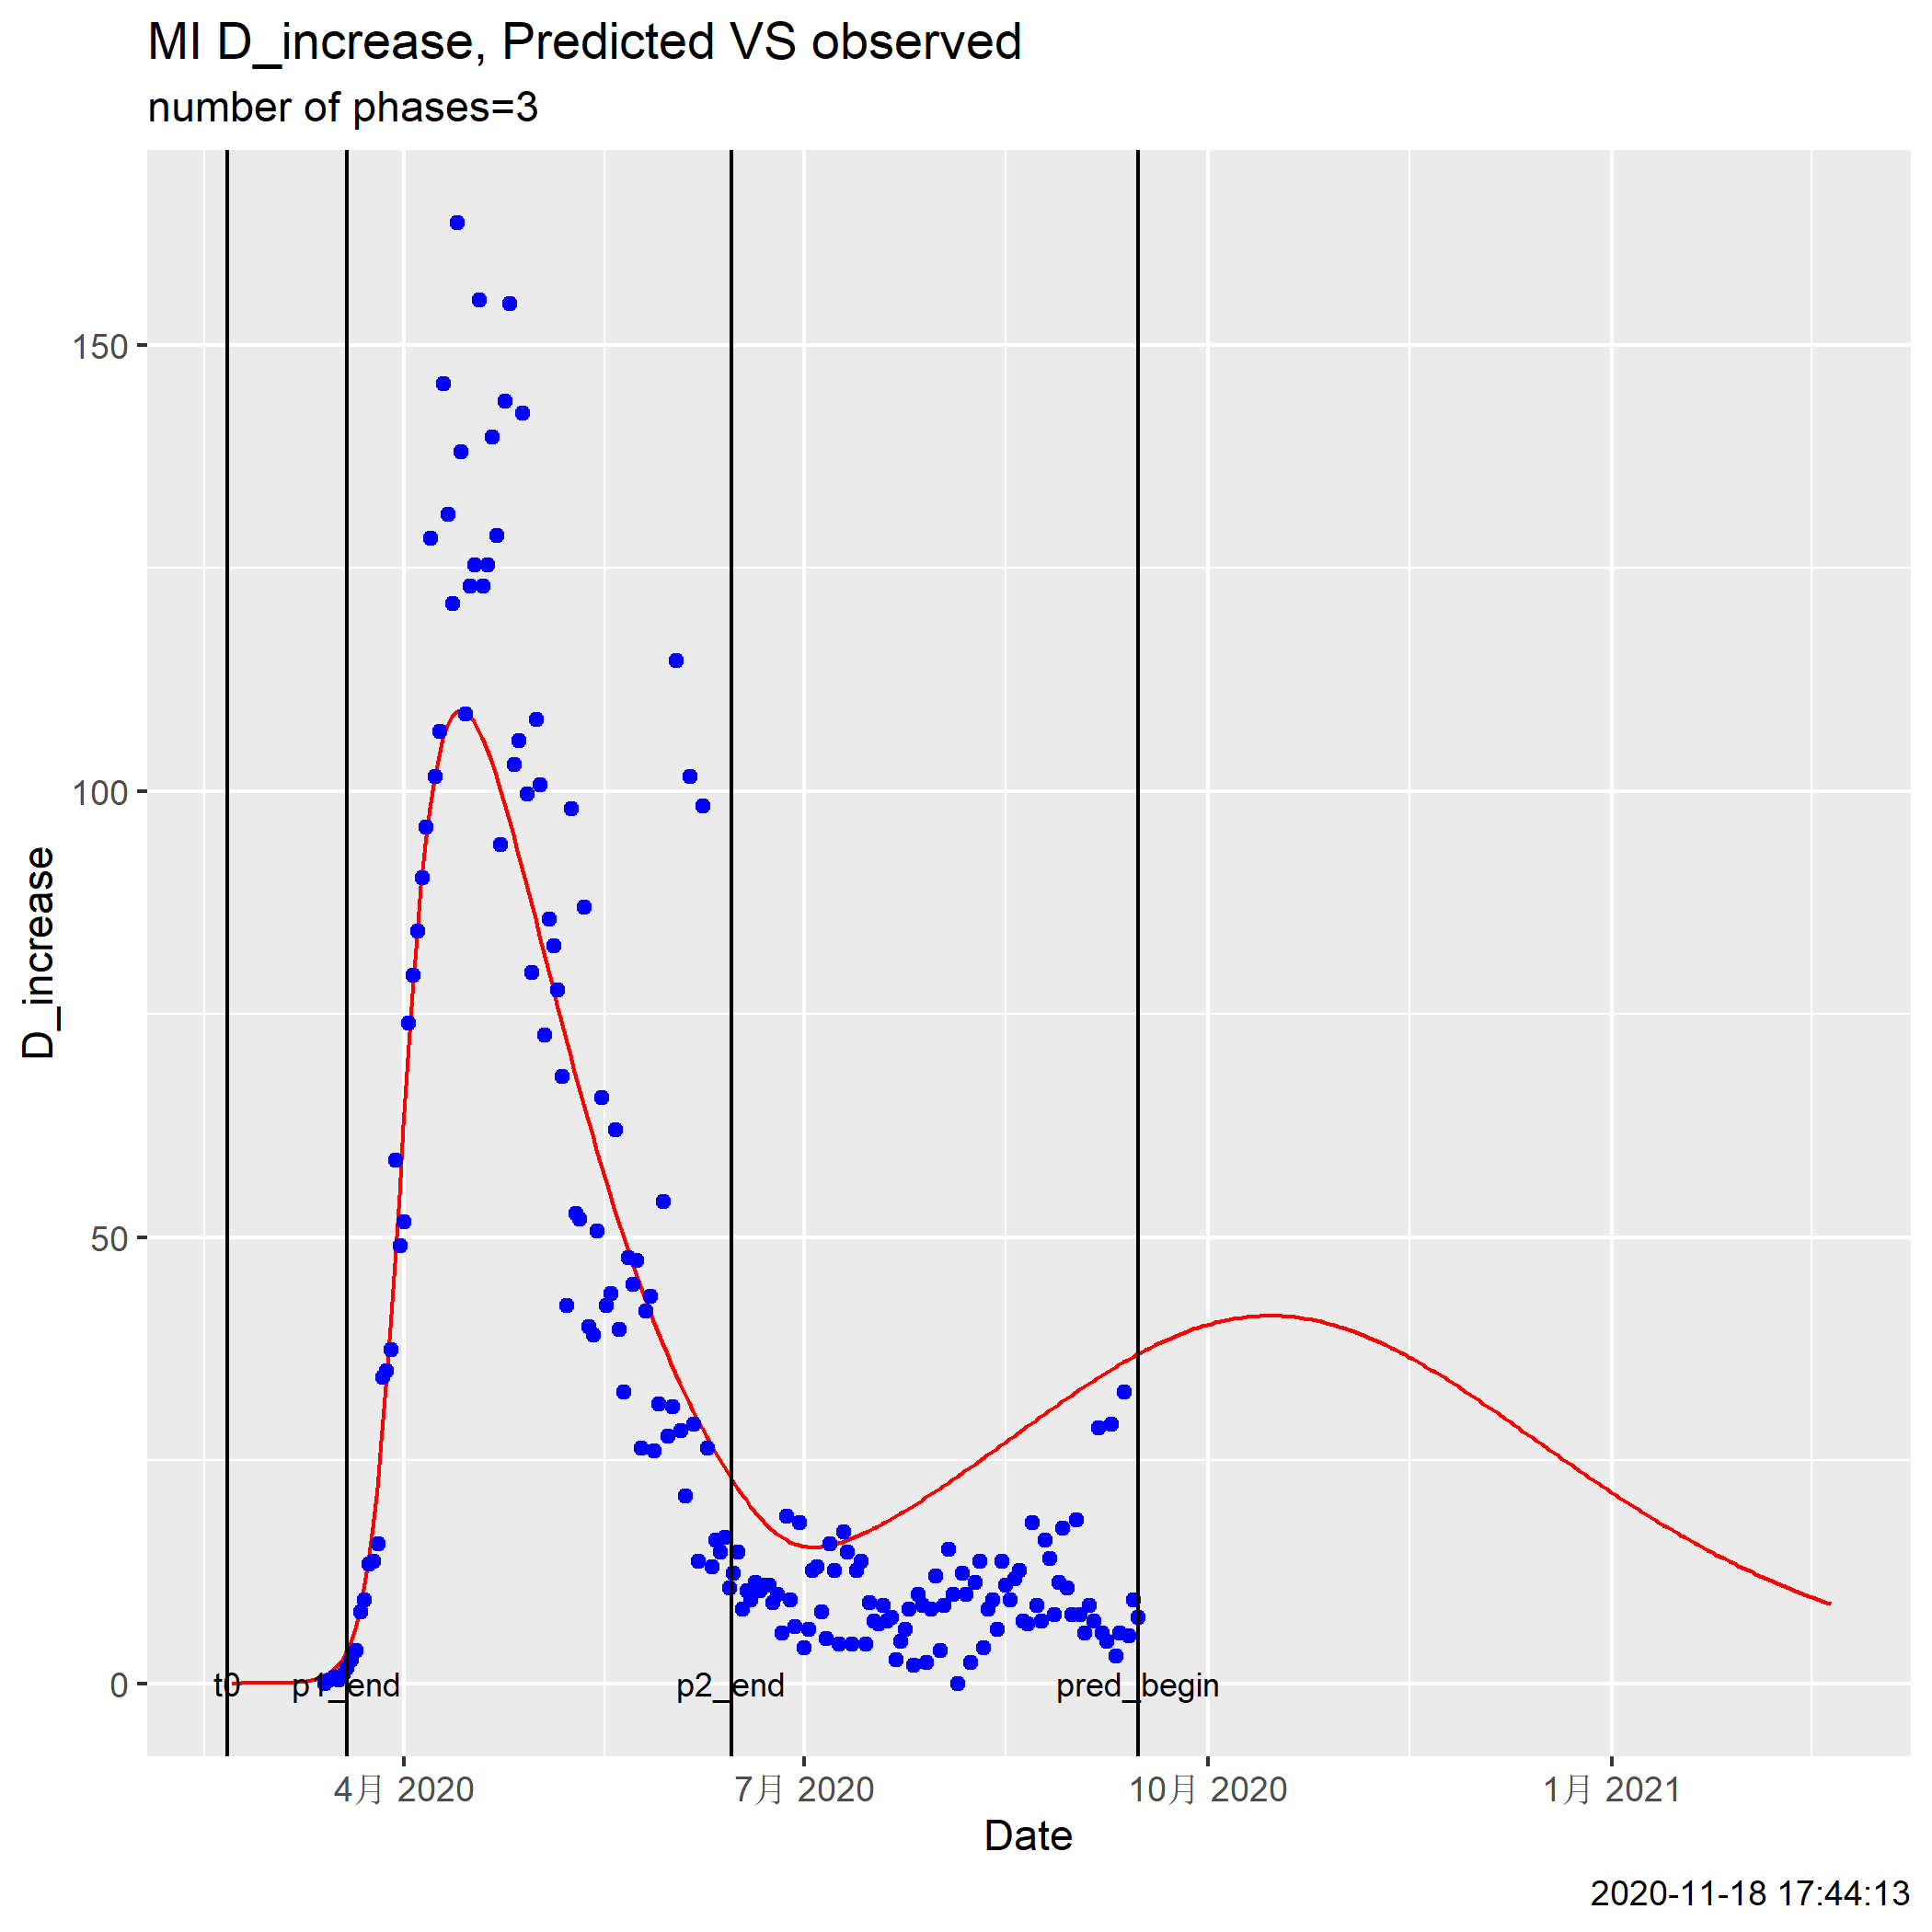 MI D_increase, Predicted VS observed
number of phases=3
D_increase
150
100
50
0
t0
p1_end
p2_end
pred_begin
4月 2020
7月 2020
10月 2020
1月 2021
Date
2020-11-18 17:44:13